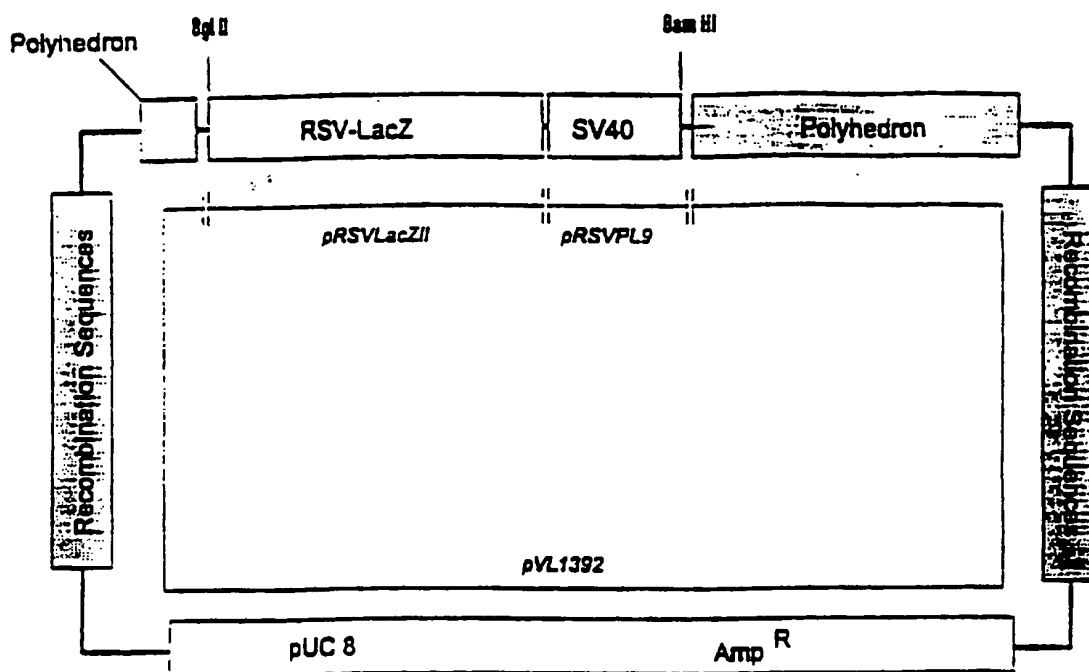 Bgl II
Bam HI
Polyhedron
RSV-LacZ
SV40
Polyhedron
pRSVLacZII
pRSVPL9
Recombination Sequences
Recombination Sequences
pVL1392
pUC 8
Amp R